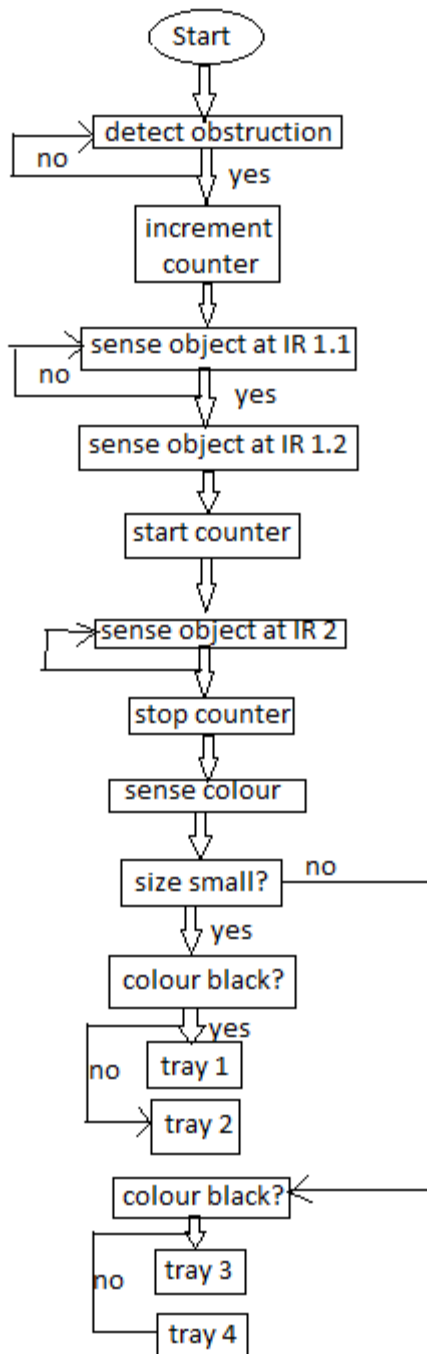 Start
detect obstruction
no
yes
increment
counter
sense object at IR 1.1
no
yes
sense object at IR 1.2
start counter
sense object at IR 2
stop counter
sense colour
size small?
no
yes
colour black?
yes
no
tray 1
tray 2
colour black?
no
tray 3
tray 4